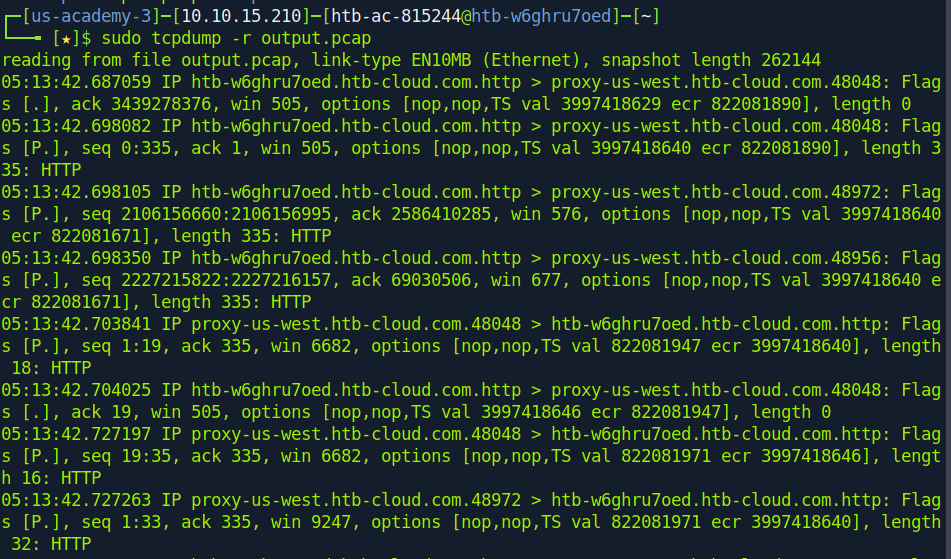 ┌─[us-academy-3]─[10.10.15.210]─[htb-ac-815244@htb-w6ghru7oed]─[~]
└──╼ [★]$ sudo tcpdump -r output.pcap
reading from file output.pcap, link-type EN10MB (Ethernet), snapshot length 262144
05:13:42.687059 IP htb-w6ghru7oed.htb-cloud.com.http > proxy-us-west.htb-cloud.com.48048: Flag
s [.], ack 3439278376, win 505, options [nop,nop,TS val 3997418629 ecr 822081890], length 0
05:13:42.698082 IP htb-w6ghru7oed.htb-cloud.com.http > proxy-us-west.htb-cloud.com.48048: Flag
s [P.], seq 0:335, ack 1, win 505, options [nop,nop,TS val 3997418640 ecr 822081890], length 3
35: HTTP
05:13:42.698105 IP htb-w6ghru7oed.htb-cloud.com.http > proxy-us-west.htb-cloud.com.48972: Flag
s [P.], seq 2106156660:2106156995, ack 2586410285, win 576, options [nop,nop,TS val 3997418640
 ecr 822081671], length 335: HTTP
05:13:42.698350 IP htb-w6ghru7oed.htb-cloud.com.http > proxy-us-west.htb-cloud.com.48956: Flag
s [P.], seq 2227215822:2227216157, ack 69030506, win 677, options [nop,nop,TS val 3997418640 e
cr 822081671], length 335: HTTP
05:13:42.703841 IP proxy-us-west.htb-cloud.com.48048 > htb-w6ghru7oed.htb-cloud.com.http: Flag
s [P.], seq 1:19, ack 335, win 6682, options [nop,nop,TS val 822081947 ecr 3997418640], length
 18: HTTP
05:13:42.704025 IP htb-w6ghru7oed.htb-cloud.com.http > proxy-us-west.htb-cloud.com.48048: Flag
s [.], ack 19, win 505, options [nop,nop,TS val 3997418646 ecr 822081947], length 0
05:13:42.727197 IP proxy-us-west.htb-cloud.com.48048 > htb-w6ghru7oed.htb-cloud.com.http: Flag
s [P.], seq 19:35, ack 335, win 6682, options [nop,nop,TS val 822081971 ecr 3997418646], lengt
h 16: HTTP
05:13:42.727263 IP proxy-us-west.htb-cloud.com.48972 > htb-w6ghru7oed.htb-cloud.com.http: Flag
s [P.], seq 1:33, ack 335, win 9247, options [nop,nop,TS val 822081971 ecr 3997418640], length
 32: HTTP